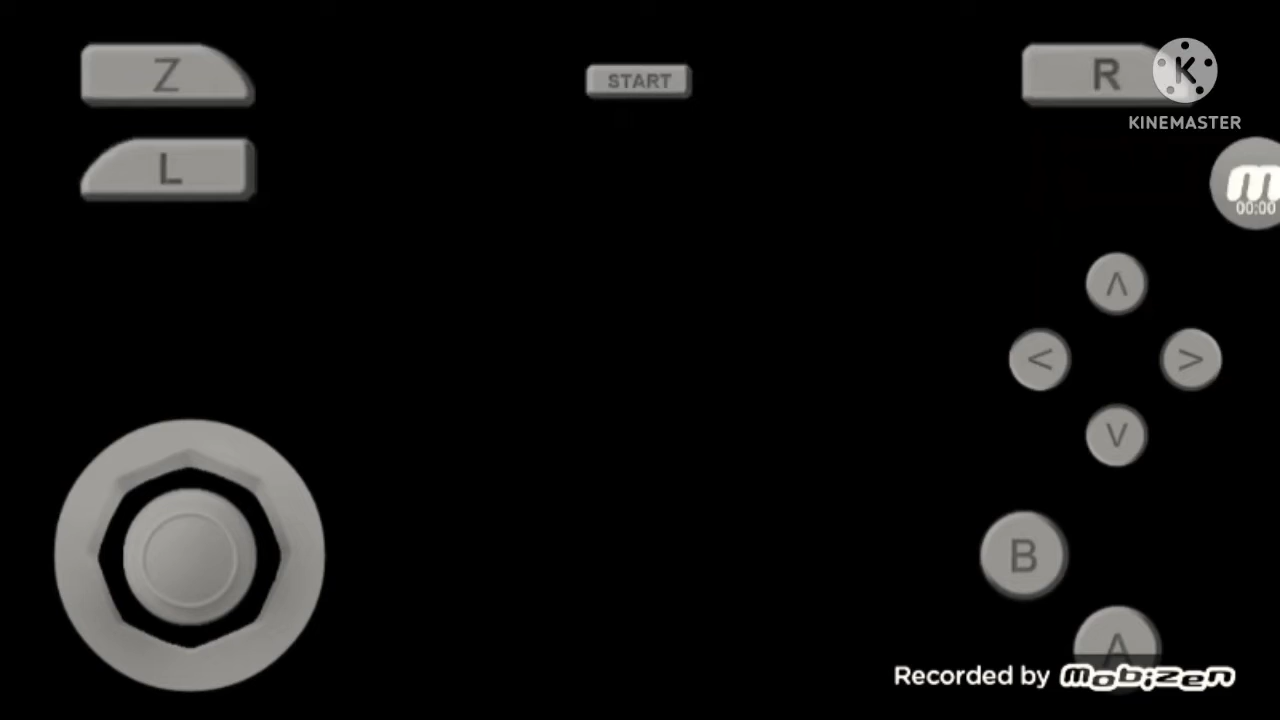 Z
START
R
K
KINEMASTER
L
m
00:00
Λ
<
>
V
B
A
Recorded by mobizen